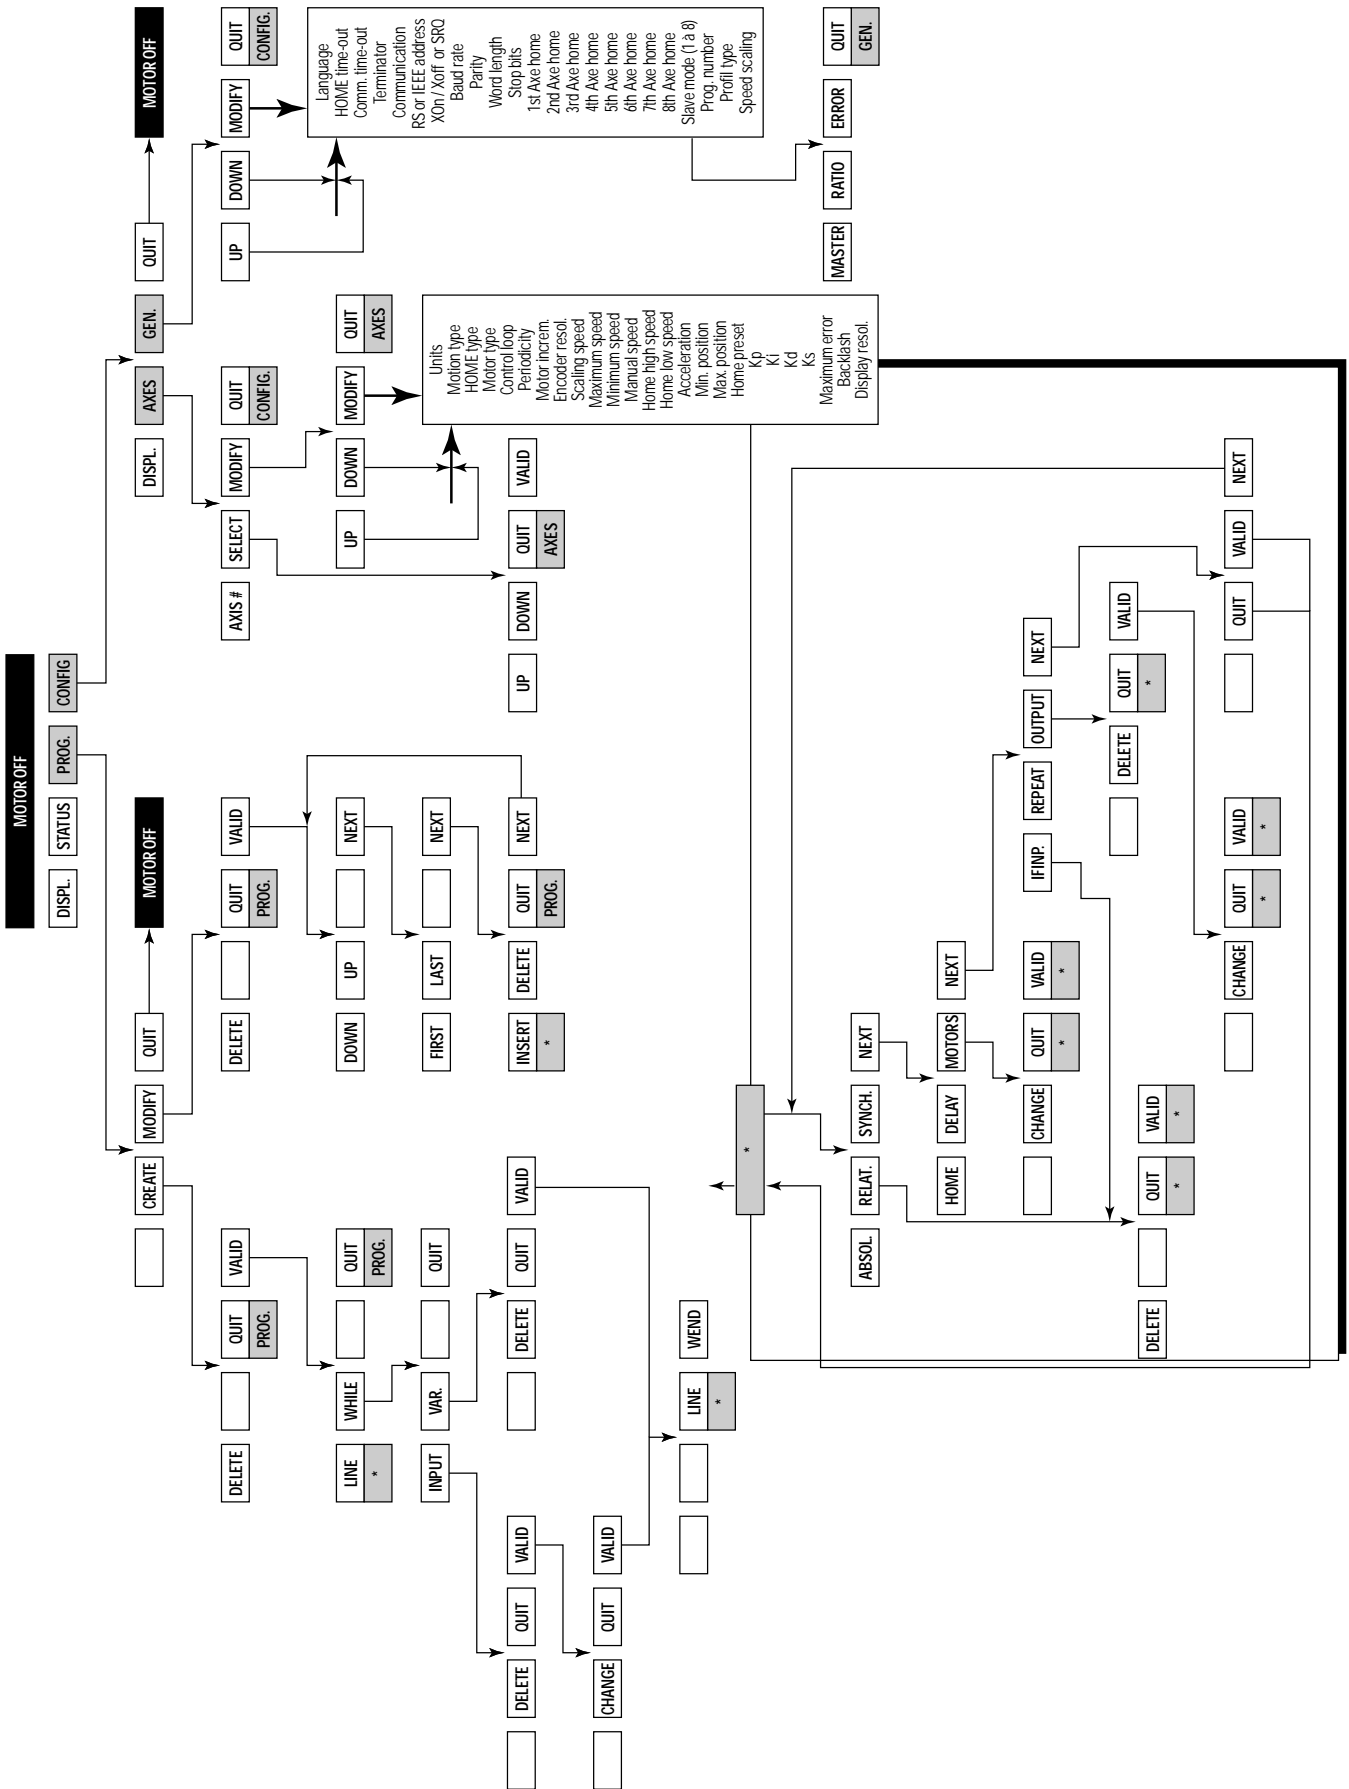 MOTOR OFF
DISPL. STATUS PROG. CONFIG
CREATE MODIFY QUIT MOTOR OFF
DISPL. AXES GEN. QUIT MOTOR OFF
DELETE QUIT VALID
PROG.
DELETE QUIT VALID
PROG.
AXIS # SELECT MODIFY QUIT
CONFIG.
UP DOWN MODIFY QUIT
CONFIG.
LINE WHILE QUIT
* PROG.
DOWN UP NEXT
UP DOWN MODIFY QUIT
AXES
Language
HOME time-out
Comm. time-out
Terminator
Communication
RS or IEEE address
XOn / Xoff or SRQ
Baud rate
Parity
Word length
Stop bits
1st Axe home
2nd Axe home
3rd Axe home
4th Axe home
5th Axe home
6th Axe home
7th Axe home
8th Axe home
Slave mode (1 à 8)
Prog. number
Profil type
Speed scaling
INPUT VAR. QUIT
FIRST LAST NEXT
Units
Motion type
HOME type
Motor type
Control loop
Periodicity
Motor increm.
Encoder resol.
Scaling speed
Maximum speed
Minimum speed
Manual speed
Home high speed
Home low speed
Acceleration
Min. position
Max. position
Home preset
Kp
Ki
Kd
Ks
Maximum error
Backlash
Display resol.
DELETE QUIT VALID
DELETE QUIT VALID
INSERT DELETE QUIT NEXT
* PROG.
UP DOWN QUIT VALID
AXES
CHANGE QUIT VALID
LINE WEND
*
*
MASTER RATIO ERROR QUIT
GEN.
ABSOL. RELAT. SYNCH. NEXT
HOME DELAY MOTORS NEXT
CHANGE QUIT VALID
* *
IFINP. REPEAT OUTPUT NEXT
DELETE QUIT VALID
*
DELETE QUIT VALID
* *
CHANGE QUIT VALID
* *
QUIT VALID NEXT